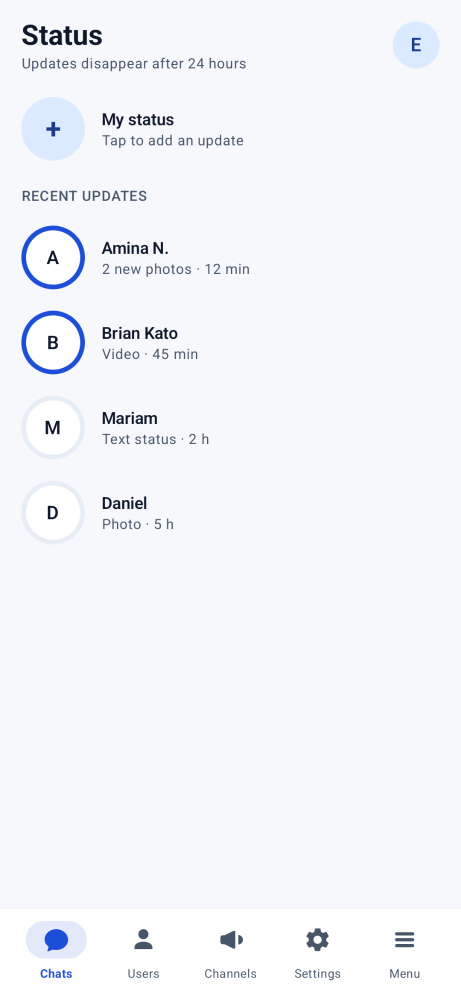 Status
Updates disappear after 24 hours
E
+
My status
Tap to add an update
RECENT UPDATES
A
Amina N.
2 new photos · 12 min
B
Brian Kato
Video · 45 min
M
Mariam
Text status · 2 h
D
Daniel
Photo · 5 h
Chats
Users
Channels
Settings
Menu